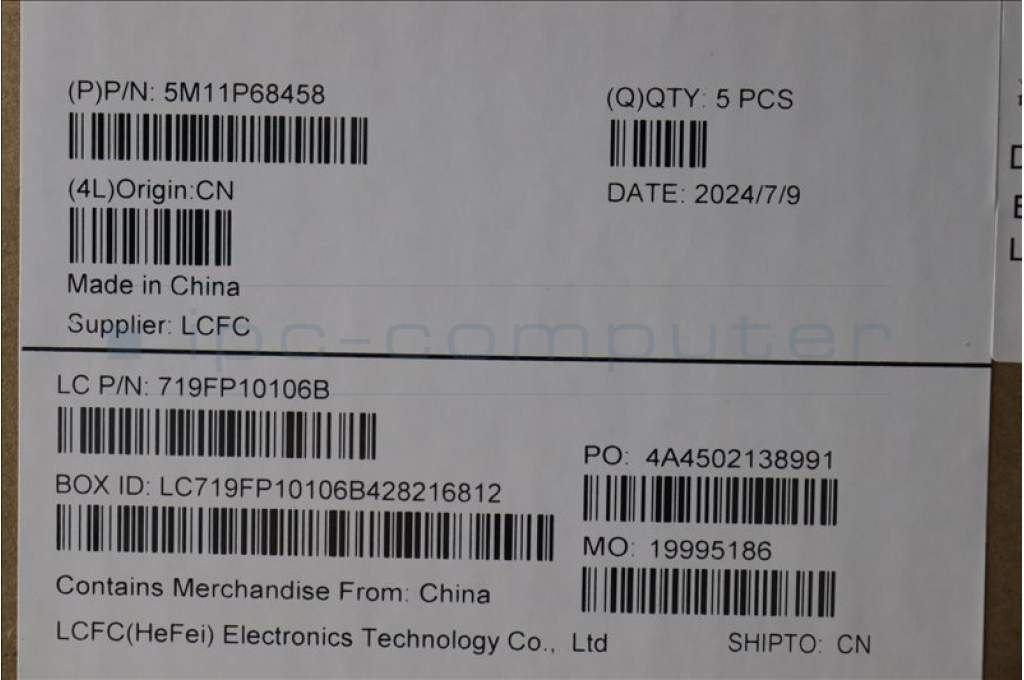 (P)P/N: 5M11P68458
(Q)QTY: 5 PCS
(4L)Origin:CN
DATE: 2024/7/9
Made in China
Supplier: LCFC
ipc-computer
LC P/N: 719FP10106B
PO: 4A4502138991
BOX ID: LC719FP10106B428216812
MO: 19995186
Contains Merchandise From: China
LCFC(HeFei) Electronics Technology Co., Ltd
SHIPTO: CN